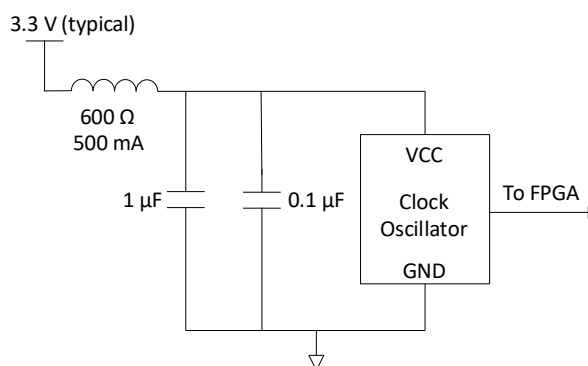 3.3 V (typical)
600 Ω
500 mA
1 µF
0.1 µF
VCC
Clock
Oscillator
GND
To FPGA